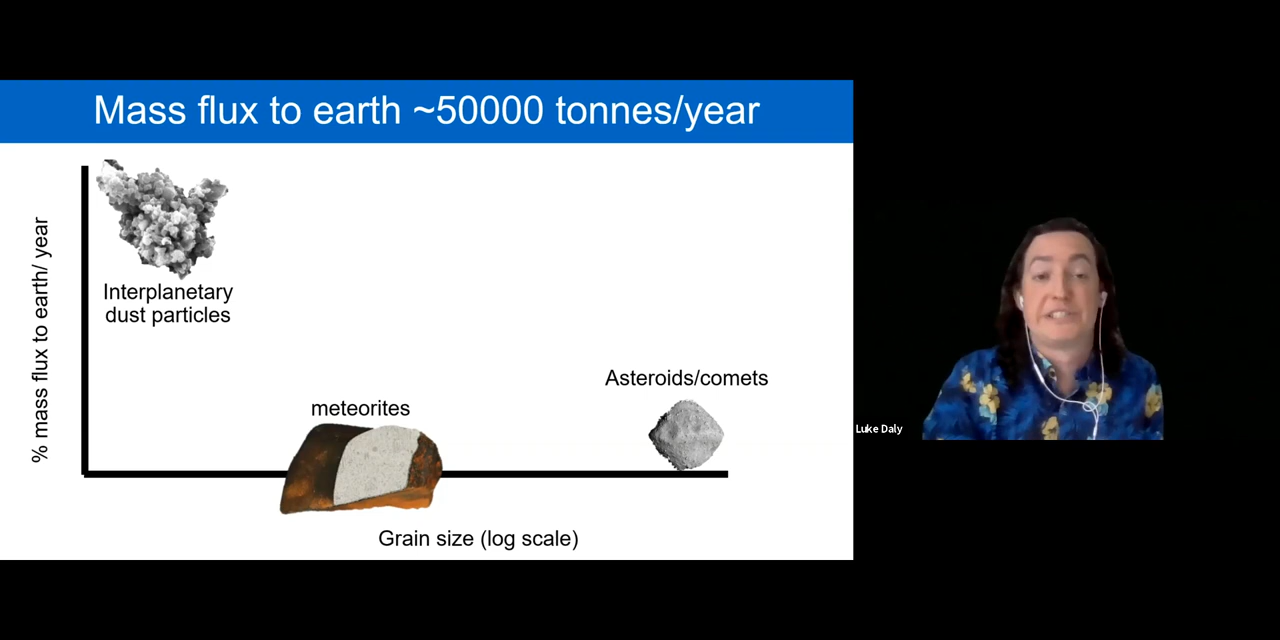 Mass flux to earth ~50000 tonnes/year
% mass flux to earth/ year
Interplanetary
dust particles
meteorites
Asteroids/comets
Grain size (log scale)
Luke Daly